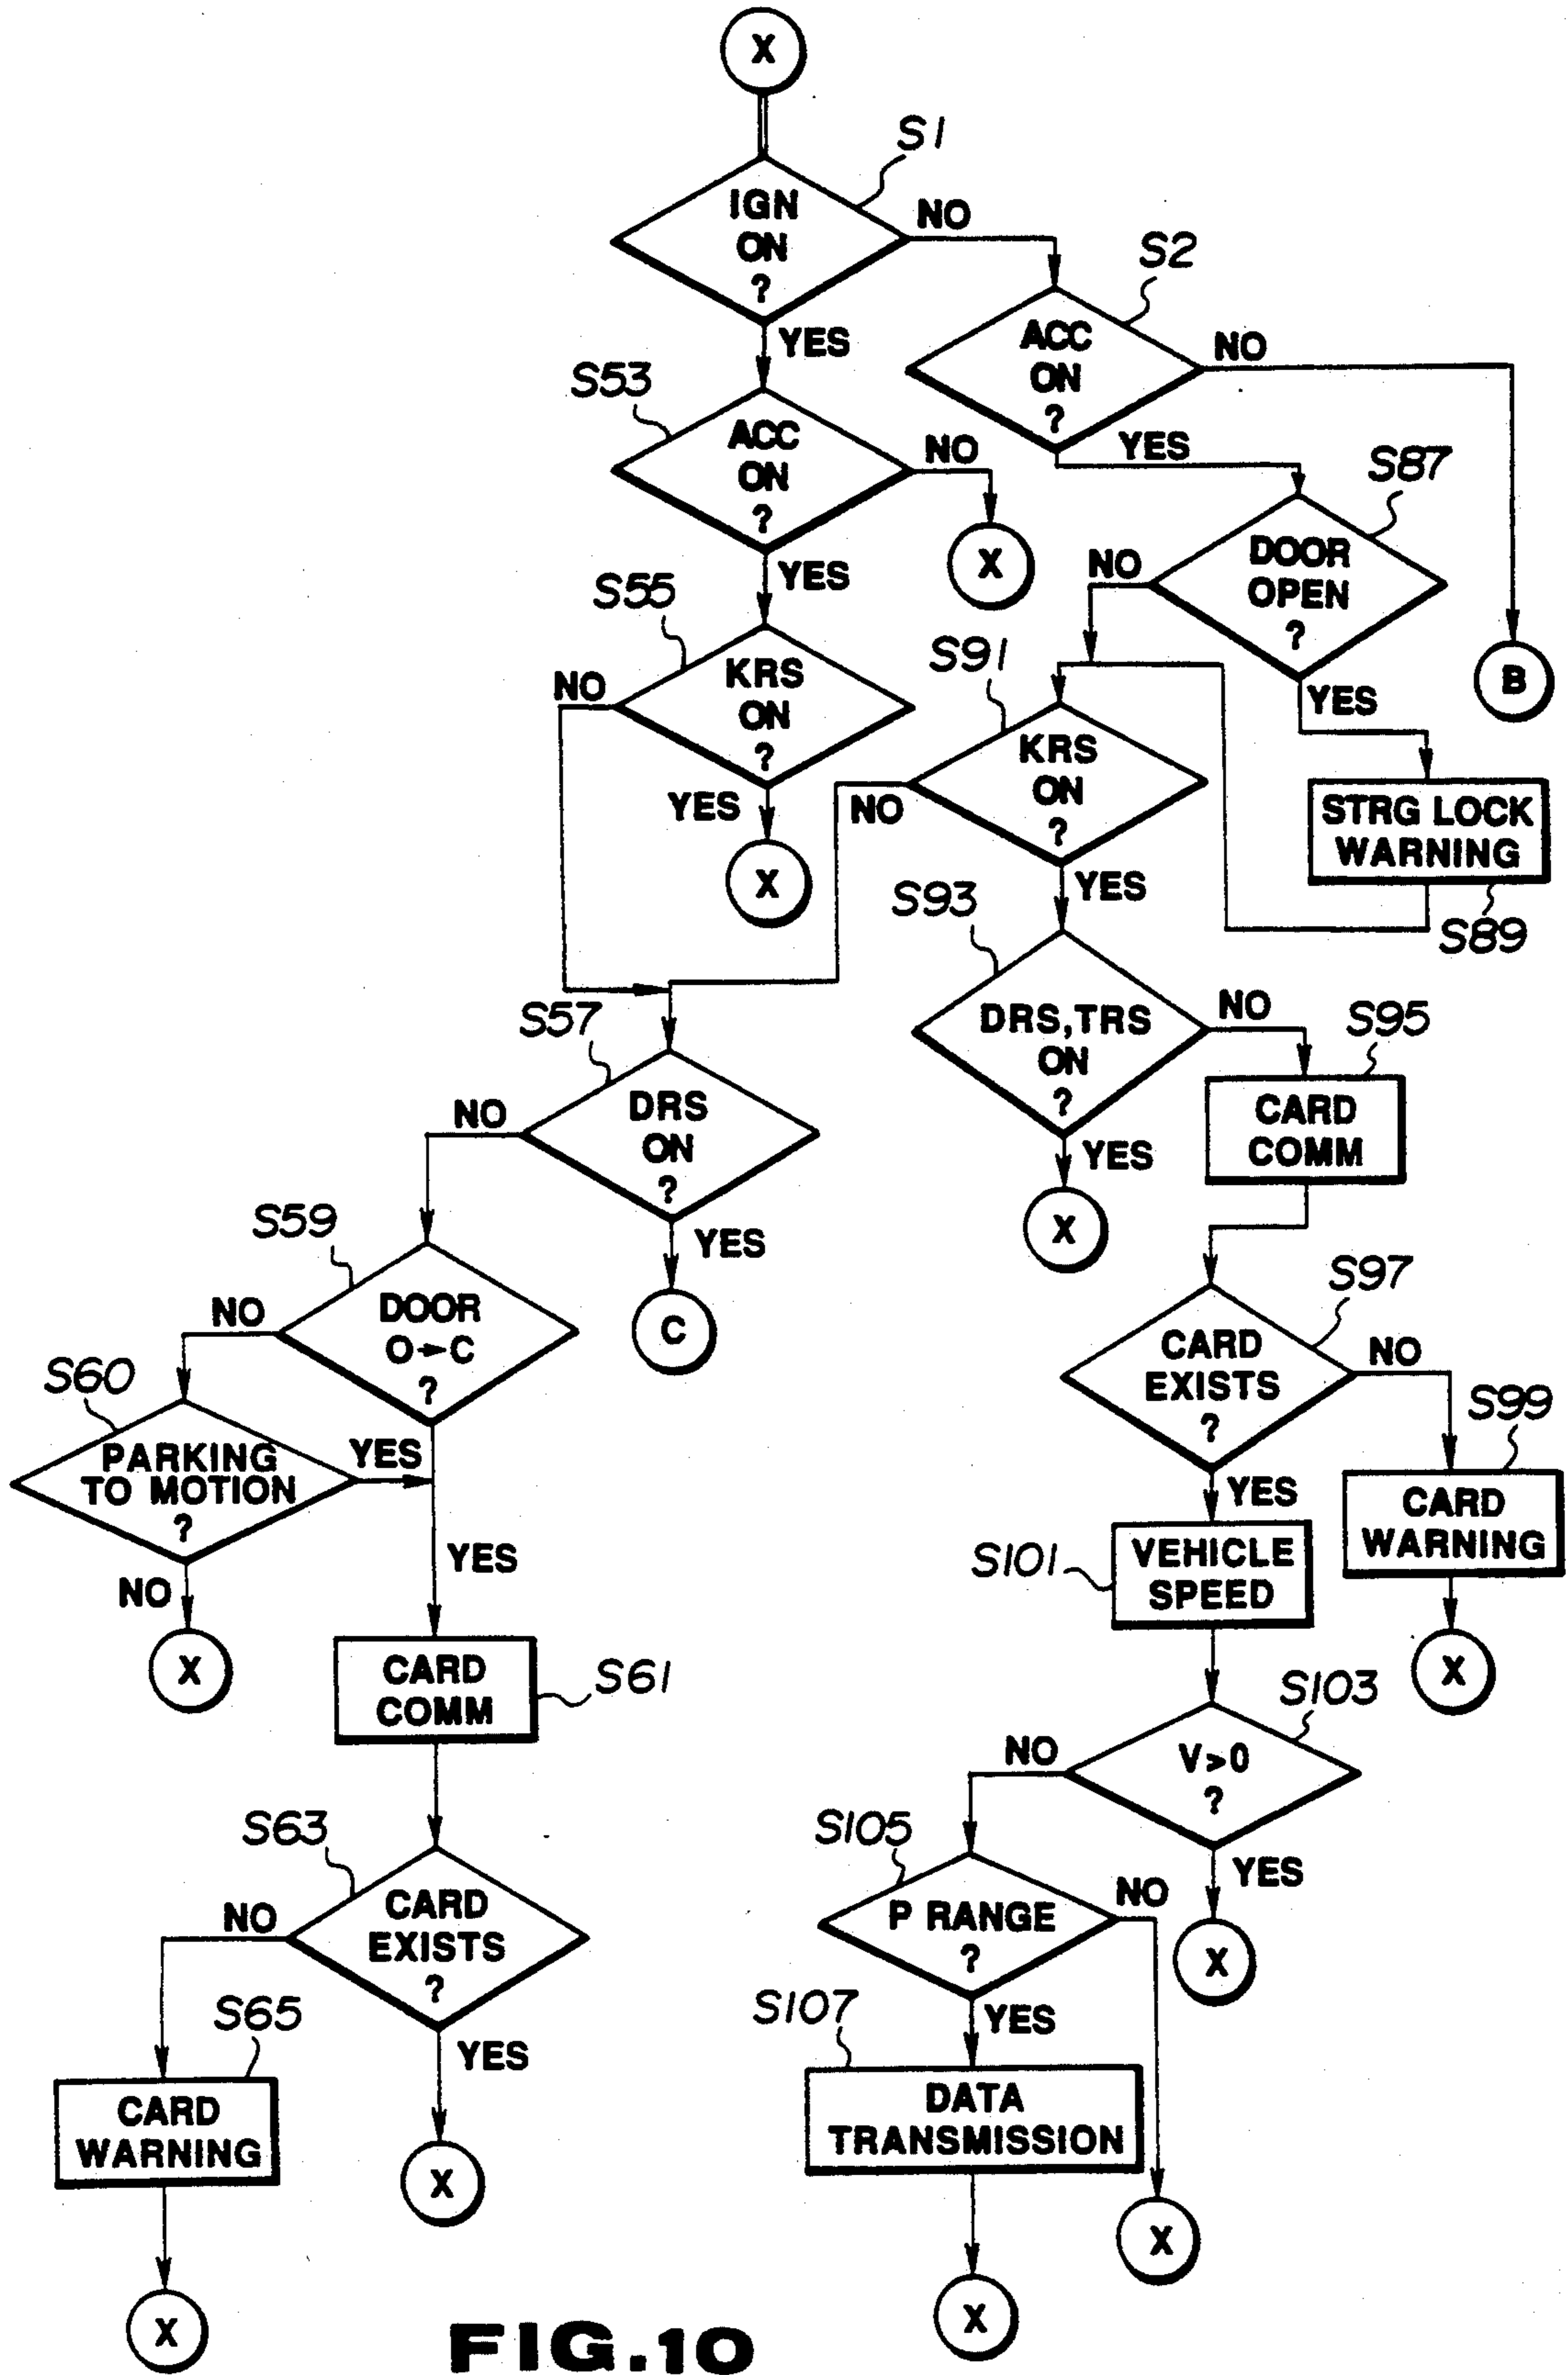 X
S1
IGN
ON
?
NO
YES
S2
ACC
ON
?
NO
YES
S53
ACC
ON
?
NO
X
YES
S87
DOOR
OPEN
?
NO
YES
B
S55
KRS
ON
?
NO
YES
X
S91
KRS
ON
?
NO
YES
STRG LOCK
WARNING
S89
S93
DRS,TRS
ON
?
NO
YES
X
S95
CARD
COMM
S57
DRS
ON
?
NO
YES
C
S59
DOOR
O→C
?
NO
YES
S60
PARKING
TO MOTION
?
YES
NO
X
S97
CARD
EXISTS
?
NO
YES
S99
CARD
WARNING
X
S101
VEHICLE
SPEED
CARD
COMM
S61
S103
V>0
?
NO
YES
X
S63
CARD
EXISTS
?
NO
YES
X
S105
P RANGE
?
NO
YES
X
S65
CARD
WARNING
X
S107
DATA
TRANSMISSION
X
FIG.10